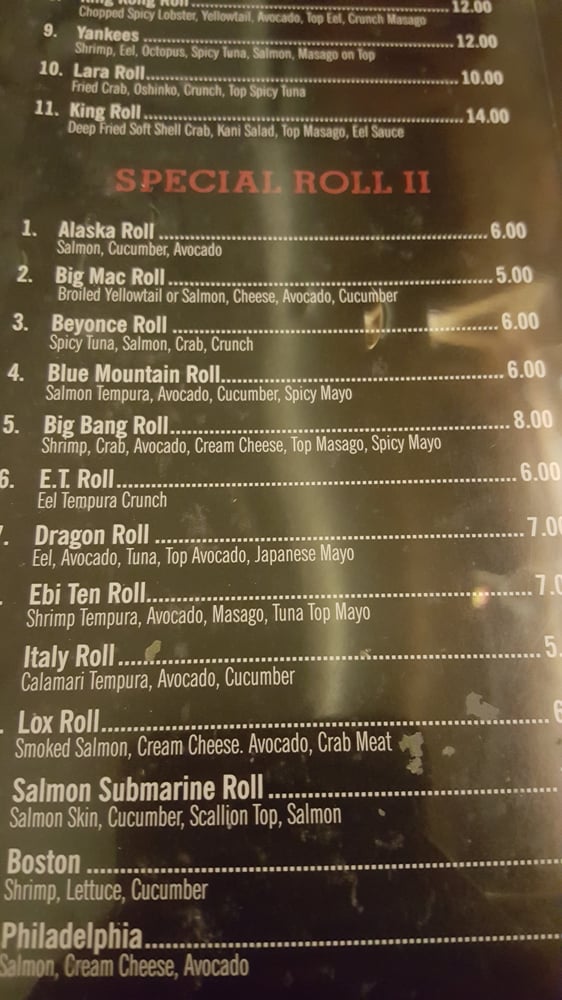 King Kong Roll 12.00
Chopped Spicy Lobster, Yellowtail, Avocado, Top Eel, Crunch Masago
9. Yankees 12.00
Shrimp, Eel, Octopus, Spicy Tuna, Salmon, Masago on Top
10. Lara Roll 10.00
Fried Crab, Oshinko, Crunch, Top Spicy Tuna
11. King Roll 14.00
Deep Fried Soft Shell Crab, Kani Salad, Top Masago, Eel Sauce
SPECIAL ROLL II
1. Alaska Roll 6.00
Salmon, Cucumber, Avocado
2. Big Mac Roll 5.00
Broiled Yellowtail or Salmon, Cheese, Avocado, Cucumber
3. Beyonce Roll 6.00
Spicy Tuna, Salmon, Crab, Crunch
4. Blue Mountain Roll 6.00
Salmon Tempura, Avocado, Cucumber, Spicy Mayo
5. Big Bang Roll 8.00
Shrimp, Crab, Avocado, Cream Cheese, Top Masago, Spicy Mayo
6. E.T. Roll 6.00
Eel Tempura Crunch
Dragon Roll 7.00
Eel, Avocado, Tuna, Top Avocado, Japanese Mayo
Ebi Ten Roll 7.0
Shrimp Tempura, Avocado, Masago, Tuna Top Mayo
Italy Roll 5.
Calamari Tempura, Avocado, Cucumber
Lox Roll 6
Smoked Salmon, Cream Cheese. Avocado, Crab Meat
Salmon Submarine Roll
Salmon Skin, Cucumber, Scallion Top, Salmon
Boston
Shrimp, Lettuce, Cucumber
Philadelphia
Salmon, Cream Cheese, Avocado